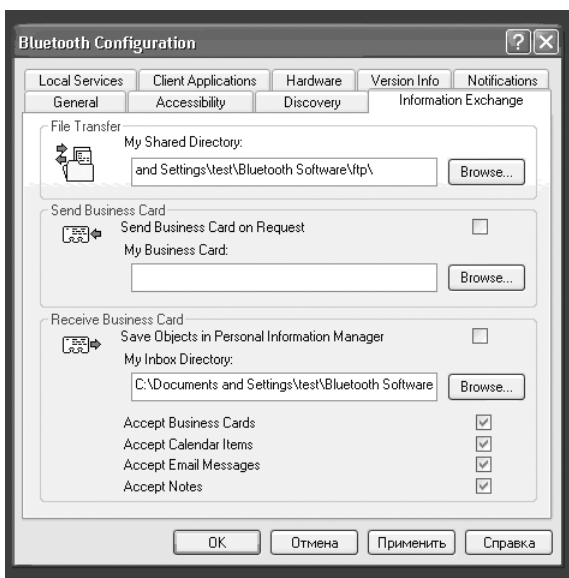 Bluetooth Configuration
Local Services Client Applications Hardware Version Info Notifications
General Accessibility Discovery Information Exchange
File Transfer
My Shared Directory:
and Settings\test\Bluetooth Software\ftp\ Browse...
Send Business Card
Send Business Card on Request
My Business Card:
Browse...
Receive Business Card
Save Objects in Personal Information Manager
My Inbox Directory:
C:\Documents and Settings\test\Bluetooth Software Browse...
Accept Business Cards
Accept Calendar Items
Accept Email Messages
Accept Notes
OK Отмена Применить Справка